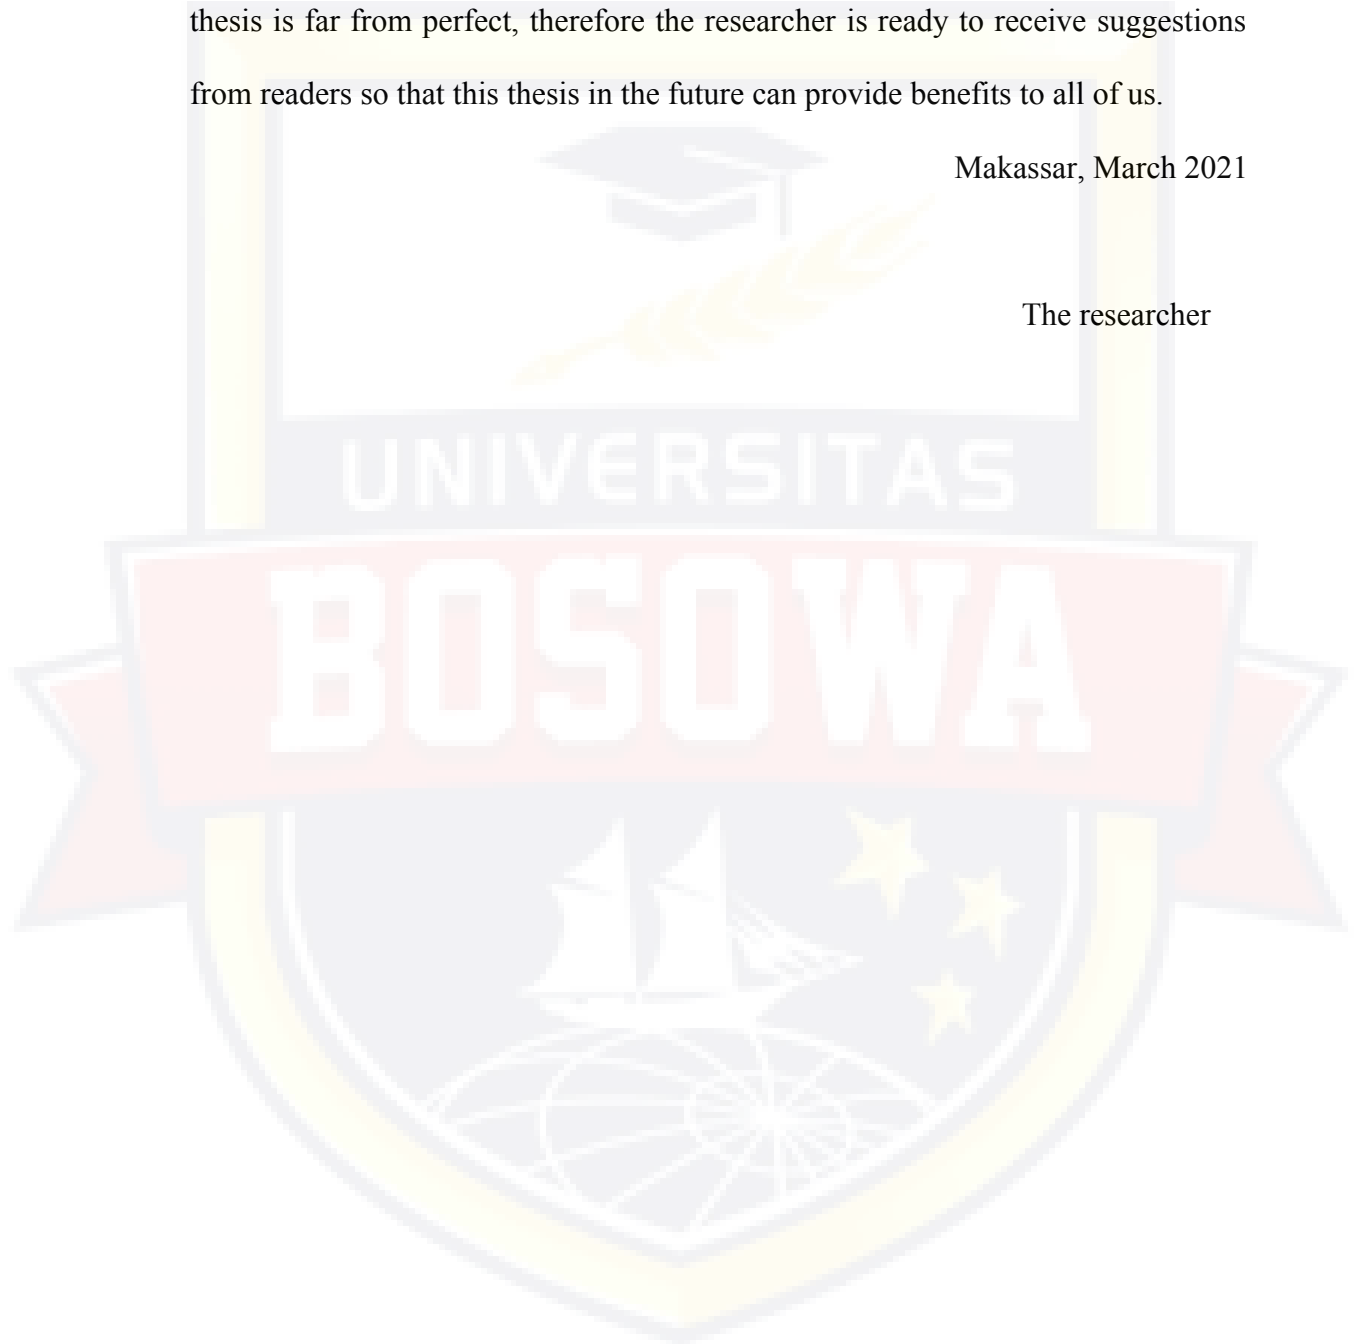 thesis is far from perfect, therefore the researcher is ready to receive suggestions
from readers so that this thesis in the future can provide benefits to all of us.
Makassar, March 2021
The researcher
UNIVERSITAS
BOSOWA